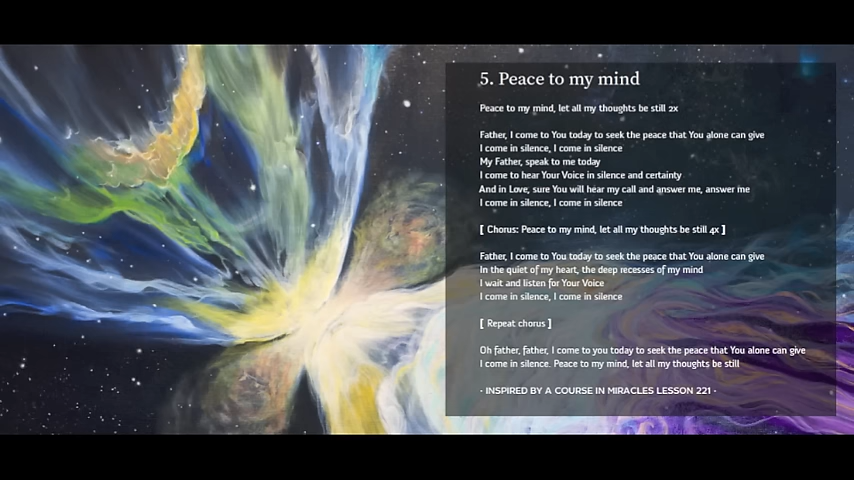 5. Peace to my mind
Peace to my mind, let all my thoughts be still 2x
Father, I come to You today to seek the peace that You alone can give
I come in silence, I come in silence
My Father, speak to me today
I come to hear Your Voice in silence and certainty
And in Love, sure You will hear my call and answer me, answer me
I come in silence, I come in silence
[ Chorus: Peace to my mind, let all my thoughts be still 4x ]
Father, I come to You today to seek the peace that You alone can give
In the quiet of my heart, the deep recesses of my mind
I wait and listen for Your Voice
I come in silence, I come in silence
[ Repeat chorus ]
Oh father, father, I come to you today to seek the peace that You alone can give
I come in silence. Peace to my mind, let all my thoughts be still
- INSPIRED BY A COURSE IN MIRACLES LESSON 221 -